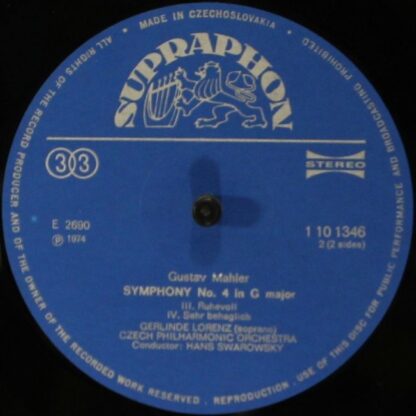 • MADE IN CZECHOSLOVAKIA •
ALL RIGHTS OF THE RECORD PRODUCER AND OF THE OWNER OF THE RECORDED WORK RESERVED. REPRODUCTION - USE OF THIS RECORD FOR PUBLIC PERFORMANCE AND BROADCASTING PROHIBITED
SUPRAPHON
33
STEREO
E 2690
Ⓟ 1974
1 10 1346
2 (2 sides)
Gustav Mahler
SYMPHONY No. 4 in G major
III. Ruhevoll
IV. Sehr behaglich
GERLINDE LORENZ (soprano)
CZECH PHILHARMONIC ORCHESTRA
Conductor: HANS SWAROWSKY